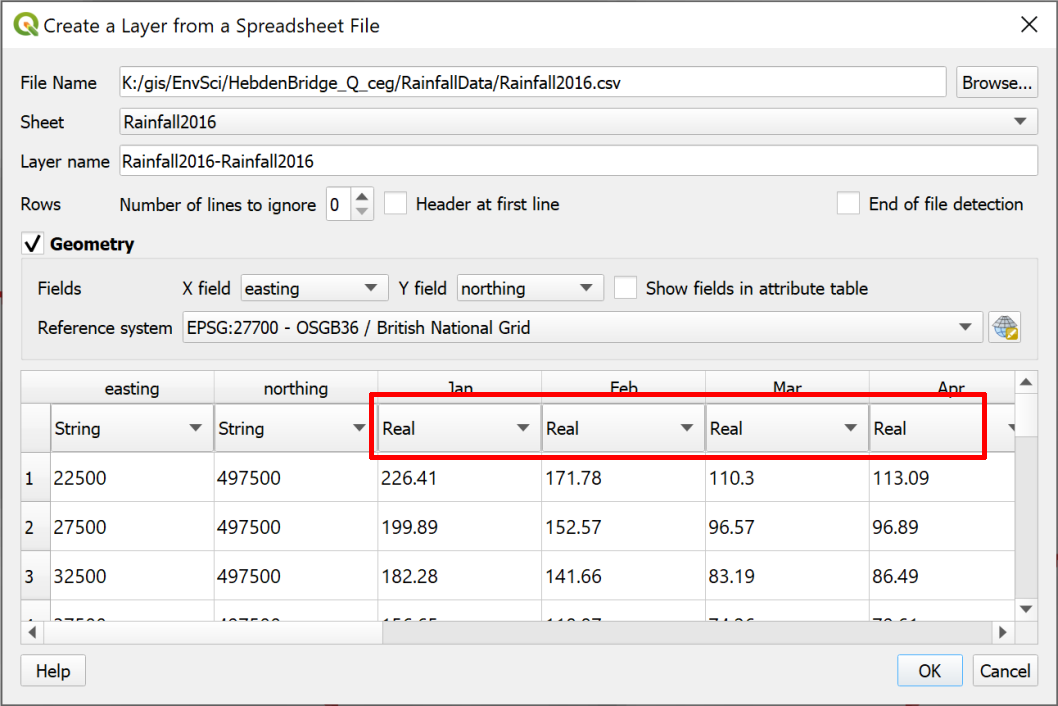 Create a Layer from a Spreadsheet File
File Name K:/gis/EnvSci/HebdenBridge_Q_ceg/RainfallData/Rainfall2016.csv Browse...
Sheet Rainfall2016
Layer name Rainfall2016-Rainfall2016
Rows Number of lines to ignore 0 Header at first line End of file detection
Geometry
Fields X field easting Y field northing Show fields in attribute table
Reference system EPSG:27700 - OSGB36 / British National Grid
easting northing Jan Feb Mar Apr
String String Real Real Real Real
1 22500 497500 226.41 171.78 110.3 113.09
2 27500 497500 199.89 152.57 96.57 96.89
3 32500 497500 182.28 141.66 83.19 86.49
Help OK Cancel